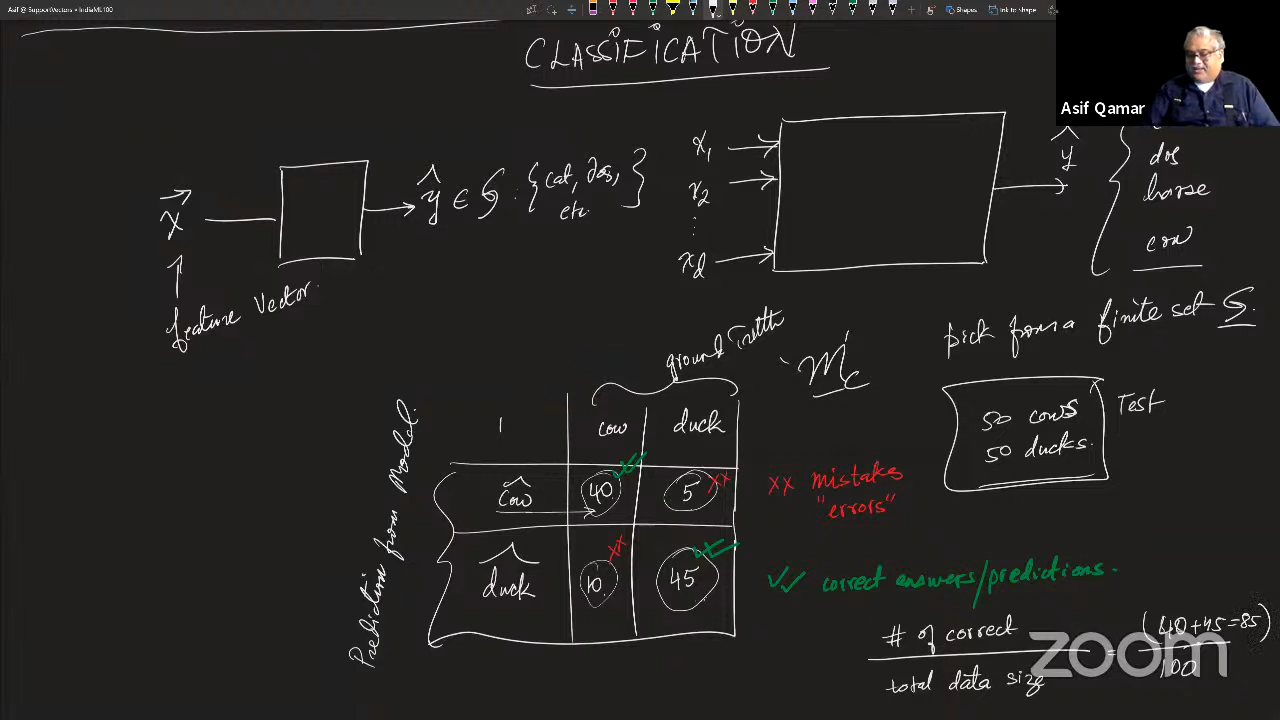 Asif @ SupportVectors • IndiaML100
Shapes
Ink to Shape
CLASSIFICATION
Asif Qamar
x
feature vector
ŷ ∈ S : { cat, dog,
etc }
x1
x2
xd
ŷ
dog
horse
cow
pick from a finite set S.
Mc
ground truth
50 cows
50 ducks.
Test
Prediction from Model.
cow duck
cow 40 5
duck 10 45
xx mistakes
"errors"
✓✓ correct answers/predictions.
# of correct
total data size
=
(40+45=85)
100
zoom